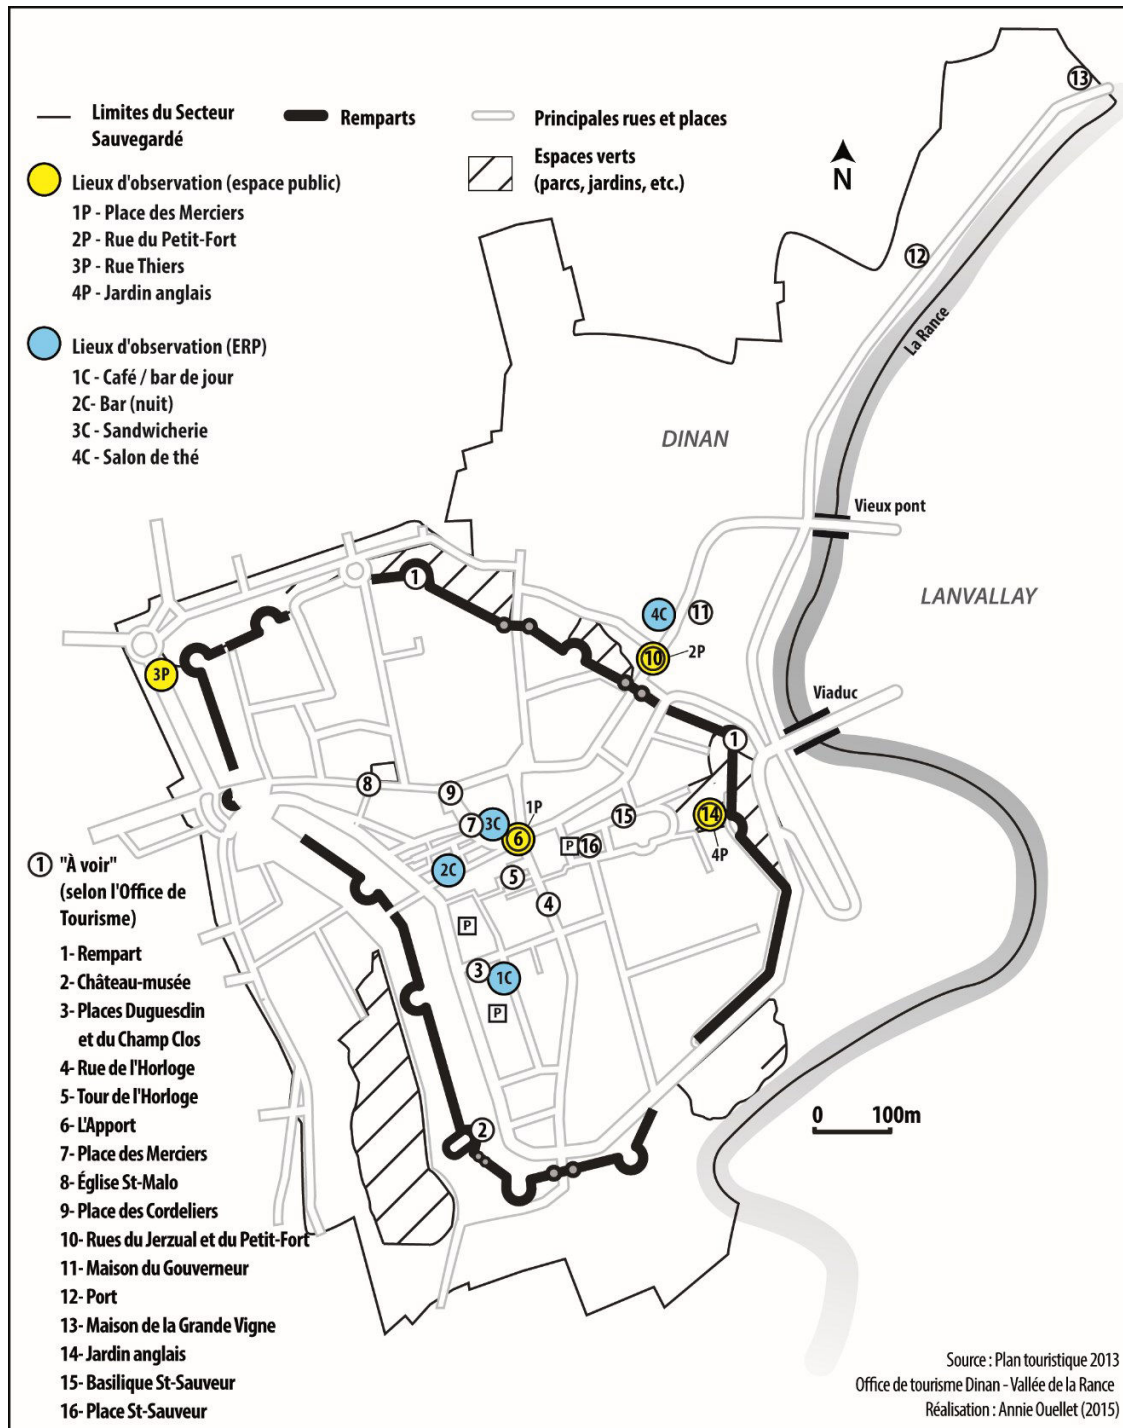 Limites du Secteur
Sauvegardé
Remparts
Principales rues et places
Espaces verts
(parcs, jardins, etc.)
N
Lieux d'observation (espace public)
1P - Place des Merciers
2P - Rue du Petit-Fort
3P - Rue Thiers
4P - Jardin anglais
Lieux d'observation (ERP)
1C - Café / bar de jour
2C- Bar (nuit)
3C - Sandwicherie
4C - Salon de thé
13
12
La Rance
DINAN
Vieux pont
LANVALLAY
1
4C
11
10
2P
3P
Viaduc
1
8
9
7
3C
1P
6
15
14
4P
P
16
2C
5
4
P
3
1C
P
2
0 100m
1 "À voir"
(selon l'Office de
Tourisme)
1- Rempart
2- Château-musée
3- Places Duguesclin
et du Champ Clos
4- Rue de l'Horloge
5- Tour de l'Horloge
6- L'Apport
7- Place des Merciers
8- Église St-Malo
9- Place des Cordeliers
10- Rues du Jerzual et du Petit-Fort
11- Maison du Gouverneur
12- Port
13- Maison de la Grande Vigne
14- Jardin anglais
15- Basilique St-Sauveur
16- Place St-Sauveur
Source : Plan touristique 2013
Office de tourisme Dinan - Vallée de la Rance
Réalisation : Annie Ouellet (2015)